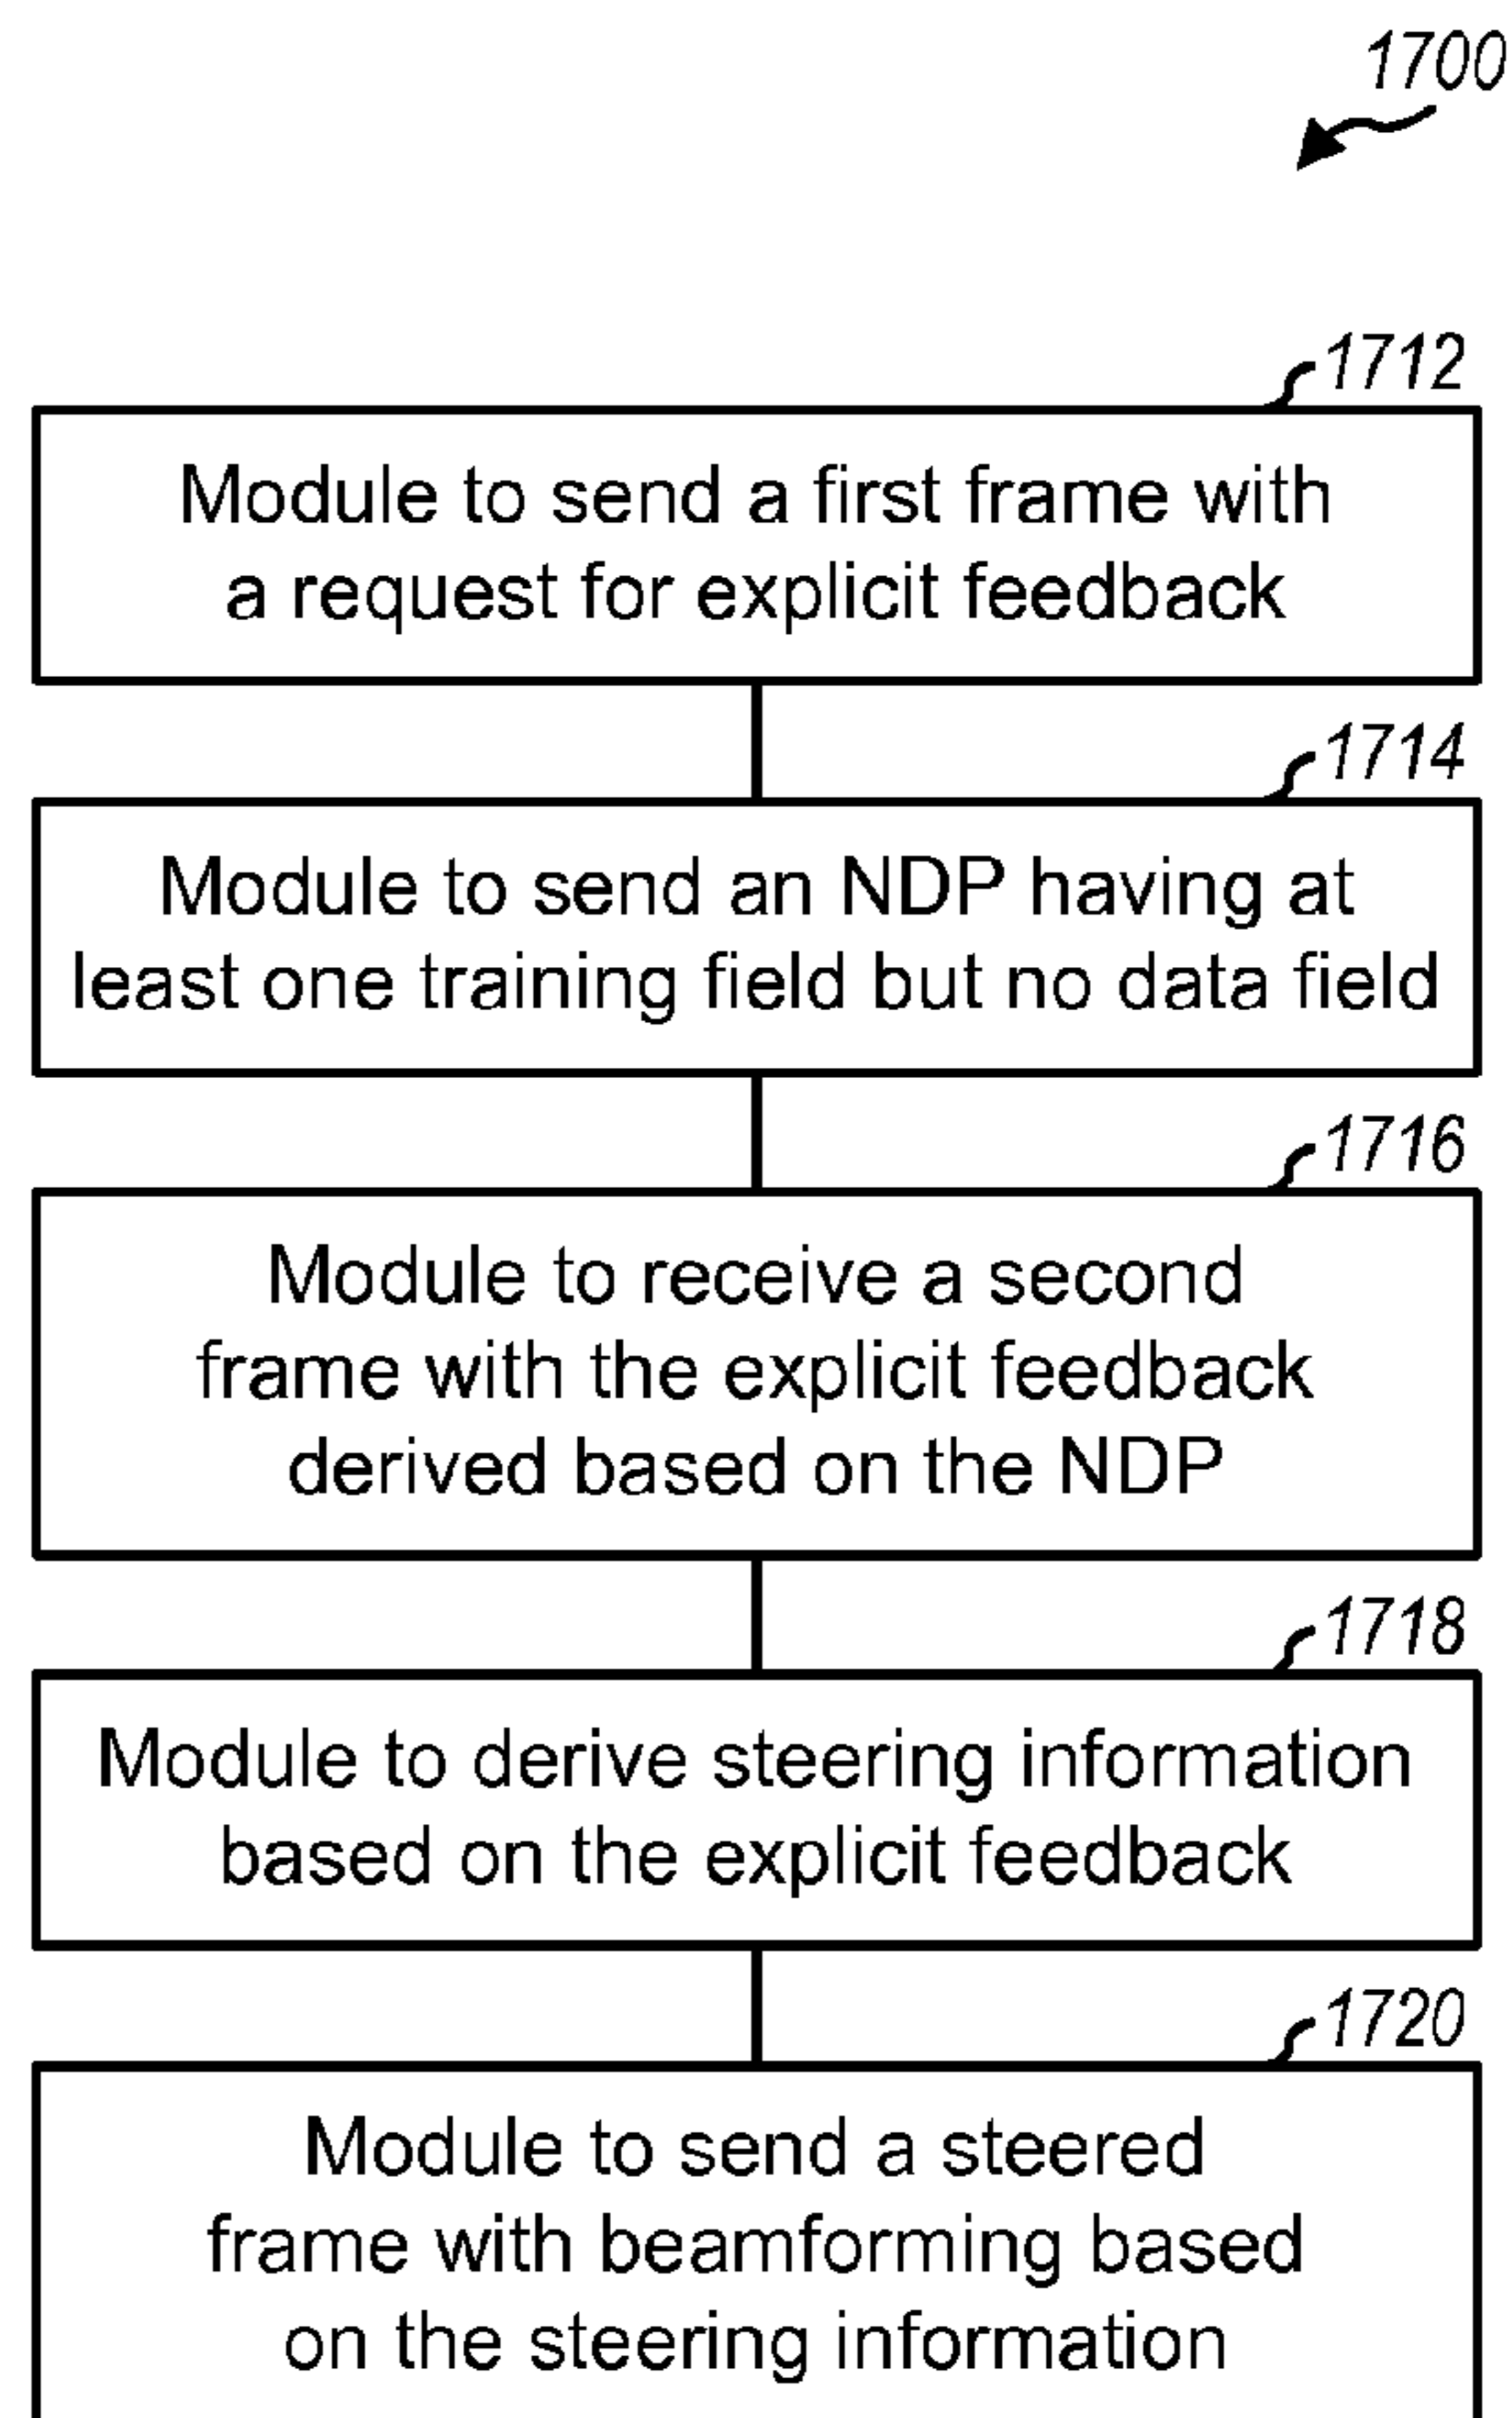 1700
1712
Module to send a first frame with
a request for explicit feedback
1714
Module to send an NDP having at
least one training field but no data field
1716
Module to receive a second
frame with the explicit feedback
derived based on the NDP
1718
Module to derive steering information
based on the explicit feedback
1720
Module to send a steered
frame with beamforming based
on the steering information